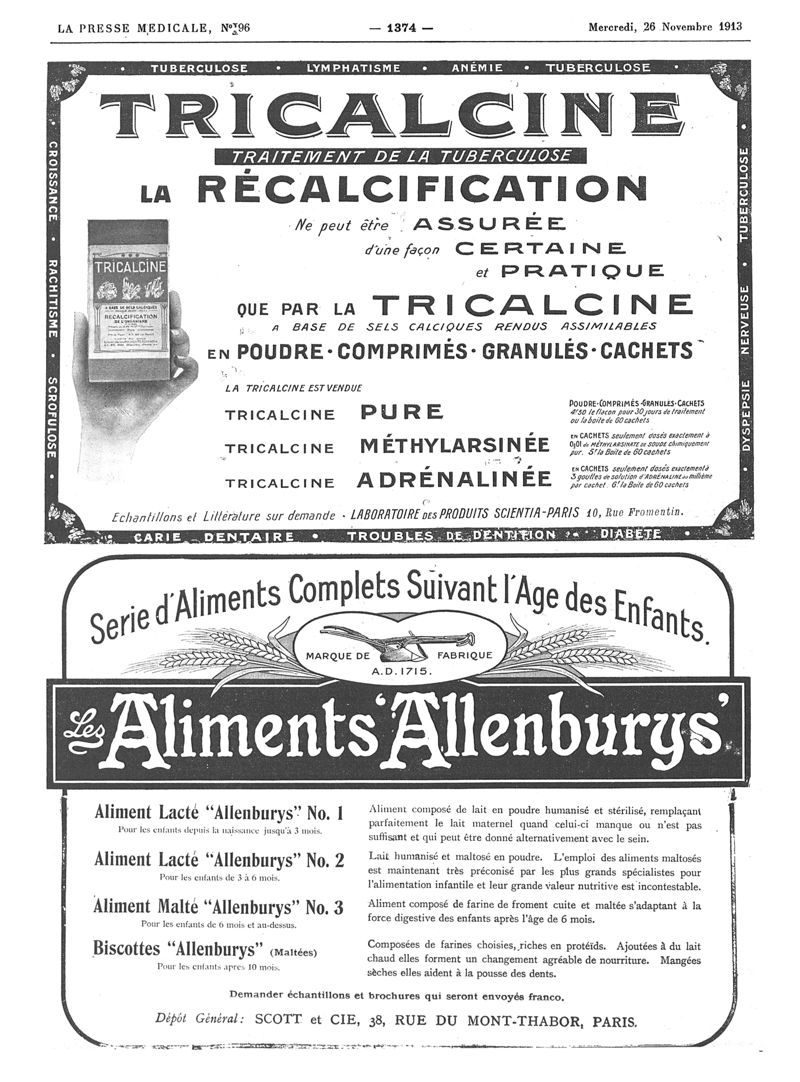 LA PRESSE MEDICALE, Nos 96
— 1374 —
Mercredi, 26 Novembre 1913
TUBERCULOSE • LYMPHATISME • ANÉMIE • TUBERCULOSE
CROISSANCE • RACHITISME • SCROFULOSE
TRICALCINE
TRAITEMENT DE LA TUBERCULOSE
LA RÉCALCIFICATION
Ne peut être ASSURÉE
d'une façon CERTAINE
et PRATIQUE
QUE PAR LA TRICALCINE
A BASE DE SELS CALCIQUES RENDUS ASSIMILABLES
EN POUDRE • COMPRIMÉS • GRANULÉS • CACHETS
TRICALCINE
A BASE DE SELS CALCIQUES
RECALCIFICATION
DE L'ORGANISME
LA TRICALCINE EST VENDUE
TRICALCINE PURE
POUDRE-COMPRIMÉS-GRANULES-CACHETS
4f50 le flacon pour 30 jours de traitement
ou la boîte de 60 cachets
TRICALCINE MÉTHYLARSINÉE
EN CACHETS seulement dosés exactement à
0,01 de MÉTHYLARSINATE DE SOUDE chimiquement
pur. 5f la Boîte de 60 cachets
TRICALCINE ADRÉNALINÉE
EN CACHETS seulement dosés exactement à
3 gouttes de solution d'ADRÉNALINE au millième
par cachet. 6f la Boîte de 60 cachets
Echantillons et Littérature sur demande • LABORATOIRE DES PRODUITS SCIENTIA-PARIS 10, Rue Fromentin.
TUBERCULOSE • DYSPEPSIE NERVEUSE
CARIE DENTAIRE • TROUBLES DE DENTITION • DIABÈTE
Serie d'Aliments Complets Suivant l'Age des Enfants.
MARQUE DE FABRIQUE
A.D. 1715.
Les Aliments 'Allenburys'
Aliment Lacté "Allenburys" No. 1
Pour les enfants depuis la naissance jusqu'à 3 mois.
Aliment composé de lait en poudre humanisé et stérilisé, remplaçant
parfaitement le lait maternel quand celui-ci manque ou n'est pas
suffisant et qui peut être donné alternativement avec le sein.
Aliment Lacté "Allenburys" No. 2
Pour les enfants de 3 à 6 mois.
Lait humanisé et maltosé en poudre. L'emploi des aliments maltosés
est maintenant très préconisé par les plus grands spécialistes pour
l'alimentation infantile et leur grande valeur nutritive est incontestable.
Aliment Malté "Allenburys" No. 3
Pour les enfants de 6 mois et au-dessus.
Aliment composé de farine de froment cuite et maltée s'adaptant à la
force digestive des enfants après l'âge de 6 mois.
Biscottes "Allenburys" (Maltées)
Pour les enfants apres 10 mois.
Composées de farines choisies, riches en protéïds. Ajoutées à du lait
chaud elles forment un changement agréable de nourriture. Mangées
sèches elles aident à la pousse des dents.
Demander échantillons et brochures qui seront envoyés franco.
Dépôt Général: SCOTT et CIE, 38, RUE DU MONT-THABOR, PARIS.